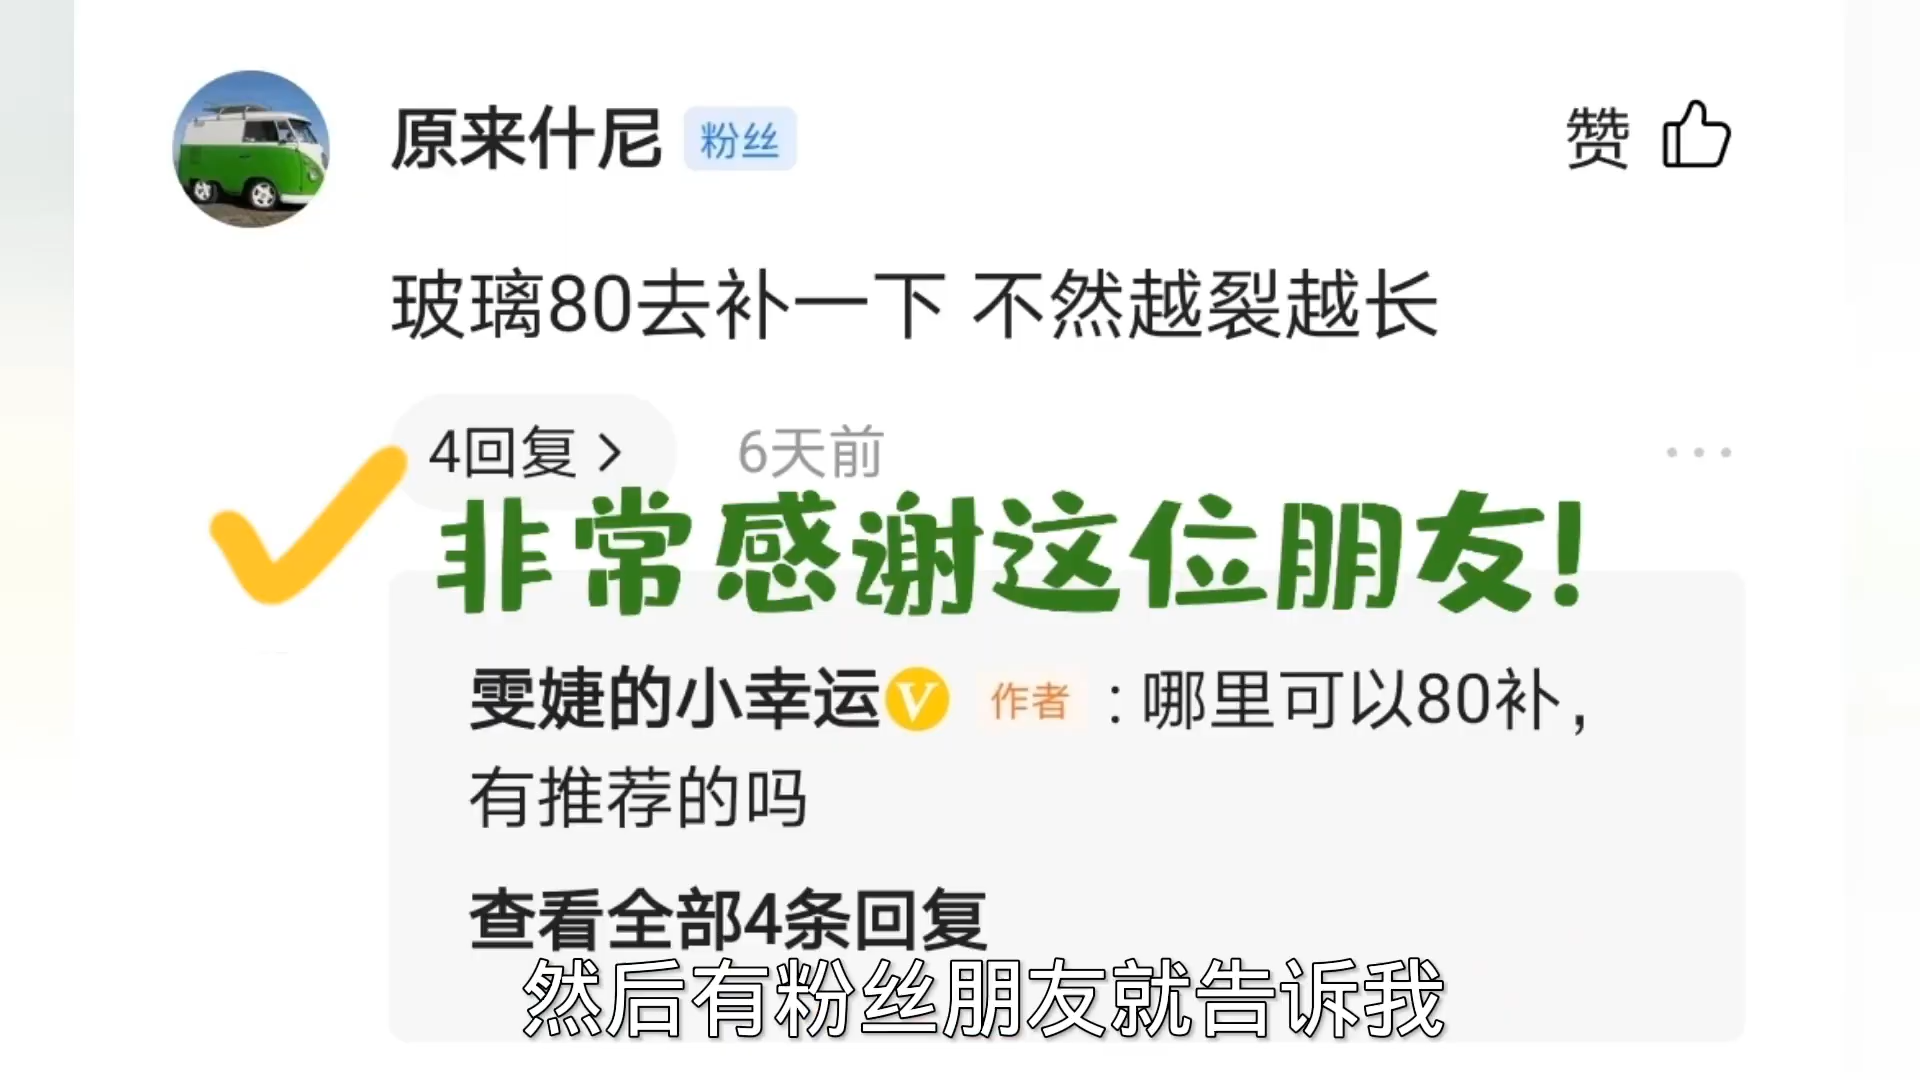 原来什尼 粉丝 赞
玻璃80去补一下 不然越裂越长
4回复 > 6天前
非常感谢这位朋友!
雯婕的小幸运 V 作者 : 哪里可以80补，
有推荐的吗
查看全部4条回复
然后有粉丝朋友就告诉我